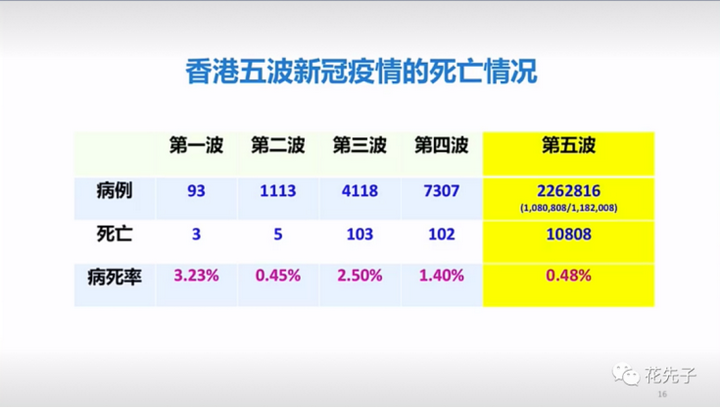 香港五波新冠疫情的死亡情况
第一波 第二波 第三波 第四波 第五波
病例 93 1113 4118 7307 2262816
(1,080,808/1,182,008)
死亡 3 5 103 102 10808
病死率 3.23% 0.45% 2.50% 1.40% 0.48%
花先子
16